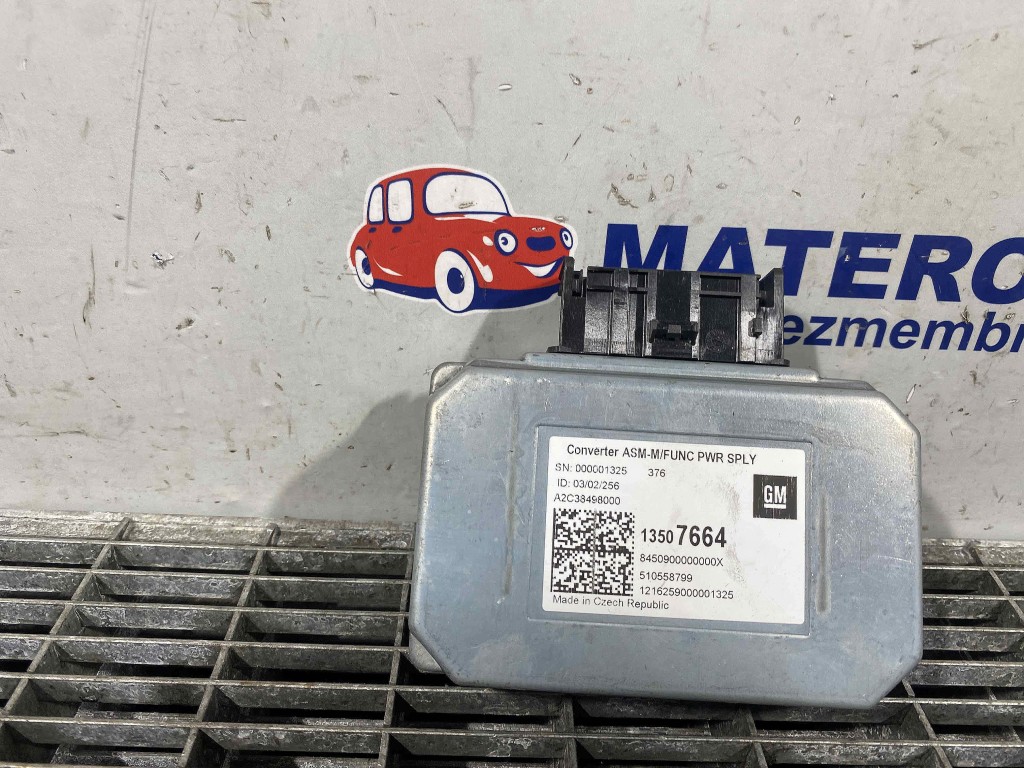 MATERO
ezmembr
Converter ASM-M/FUNC PWR SPLY
SN: 000001325 376
ID: 03/02/256
A2C38498000
GM
13507664
8450900000000X
510558799
1216259000001325
Made in Czech Republic